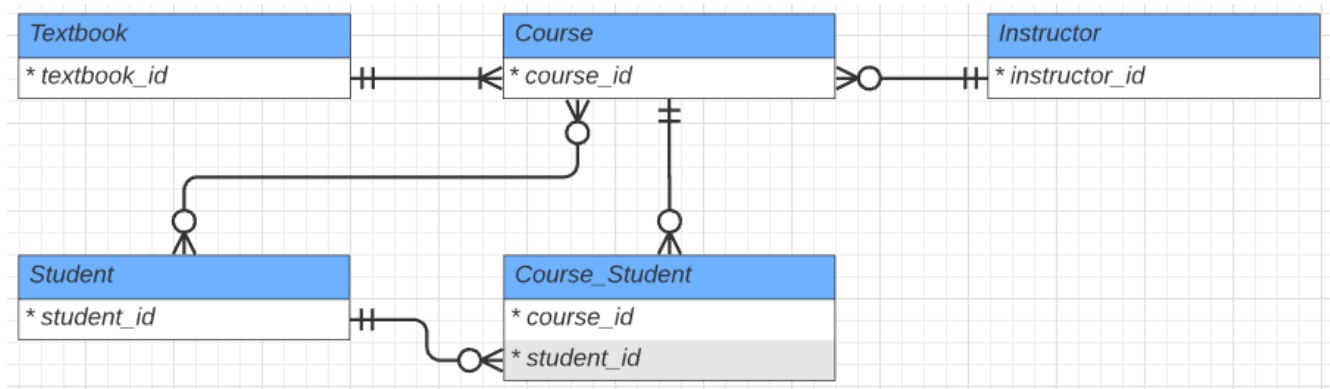 Textbook
* textbook_id
Course
* course_id
Instructor
* instructor_id
Student
* student_id
Course_Student
* course_id
* student_id